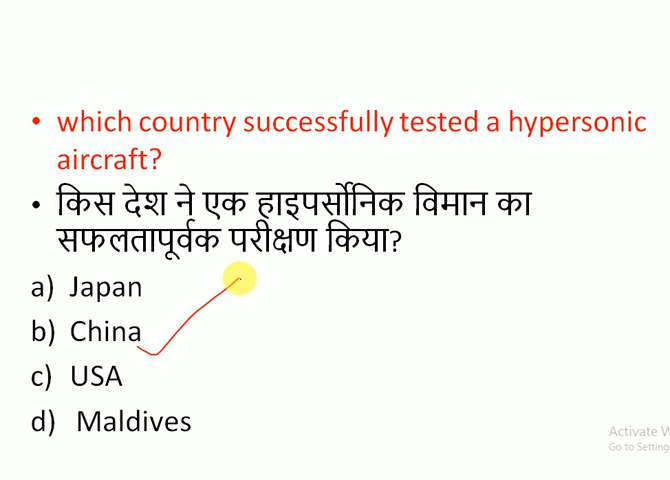 • which country successfully tested a hypersonic
aircraft?
• किस देश ने एक हाइपर्सोनिक विमान का
सफलतापूर्वक परीक्षण किया?
a) Japan
b) China
c) USA
d) Maldives
Activate W
Go to Setting